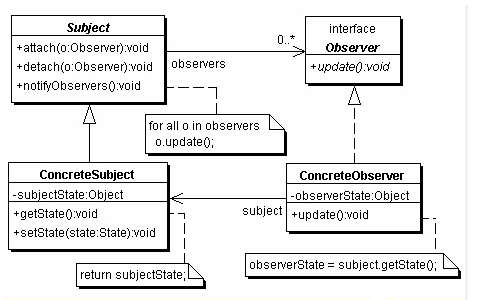 Subject
+attach(o:Observer):void
+detach(o:Observer):void
+notifyObservers():void
0..*
observers
interface
Observer
+update():void
for all o in observers
o.update();
ConcreteSubject
-subjectState:Object
+getState():void
+setState(state:State):void
subject
ConcreteObserver
-observerState:Object
+update():void
return subjectState;
observerState = subject.getState();